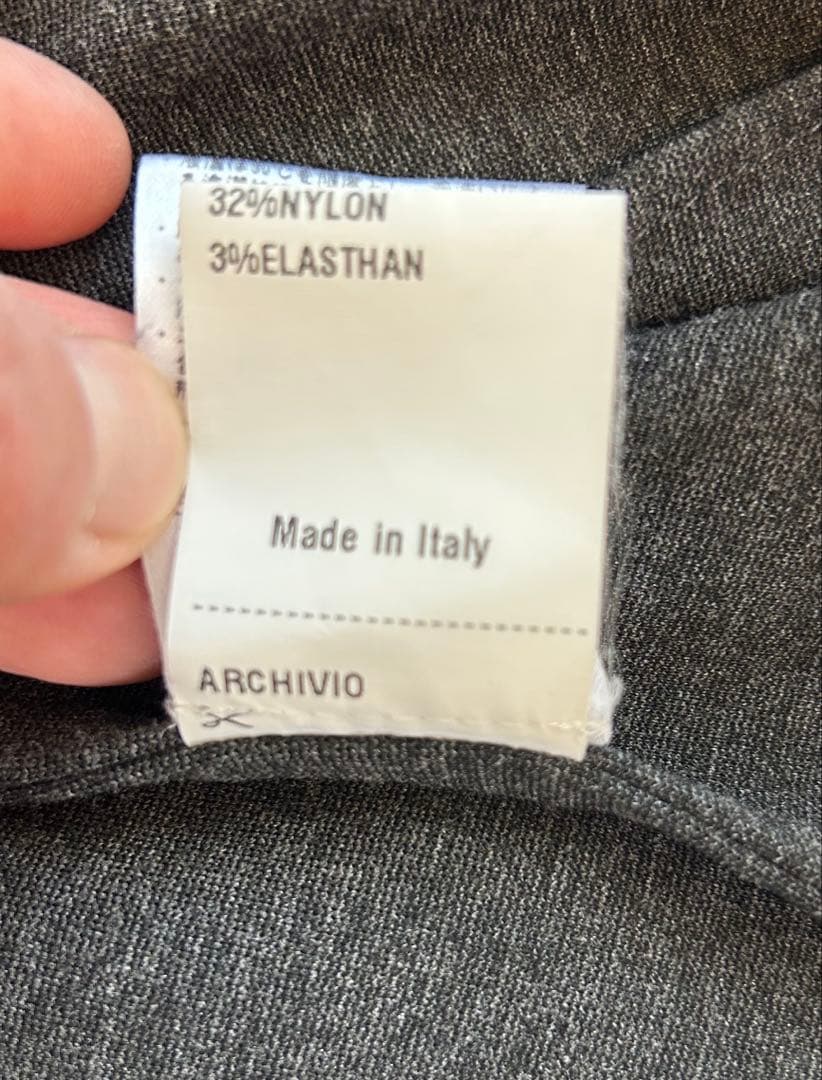 32%NYLON
3%ELASTHAN
Made in Italy
ARCHIVIO